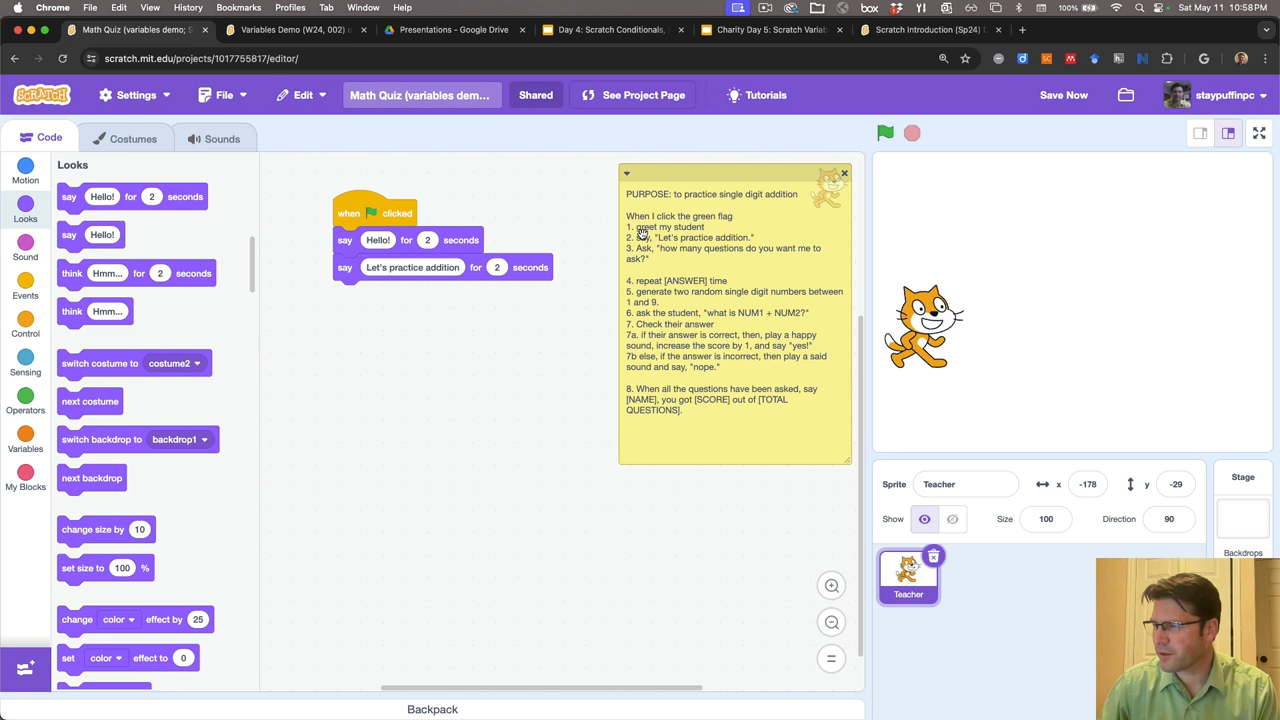 Chrome File Edit View History Bookmarks Profiles Tab Window Help box 100% Sat May 11 10:58 PM
Math Quiz (variables demo; S Variables Demo (W24, 002) o Presentations - Google Drive Day 4: Scratch Conditionals, Charity Day 5: Scratch Variab Scratch Introduction (Sp24)
scratch.mit.edu/projects/1017755817/editor/
SCRATCH Settings File Edit Math Quiz (variables dem... Shared See Project Page Tutorials Save Now staypuffinpc
Code Costumes Sounds
Motion
Looks
Sound
Events
Control
Sensing
Operators
Variables
My Blocks
Looks
say Hello! for 2 seconds
say Hello!
think Hmm... for 2 seconds
think Hmm...
switch costume to costume2
next costume
switch backdrop to backdrop1
next backdrop
change size by 10
set size to 100 %
change color effect by 25
set color effect to 0
when clicked
say Hello! for 2 seconds
say Let's practice addition for 2 seconds
PURPOSE: to practice single digit addition
When I click the green flag
1. greet my student
2. Say, "Let's practice addition."
3. Ask, "how many questions do you want me to
ask?"
4. repeat [ANSWER] time
5. generate two random single digit numbers between
1 and 9.
6. ask the student, "what is NUM1 + NUM2?"
7. Check their answer
7a. if their answer is correct, then, play a happy
sound, increase the score by 1, and say "yes!"
7b else, if the answer is incorrect, then play a said
sound and say, "nope."
8. When all the questions have been asked, say
[NAME], you got [SCORE] out of [TOTAL
QUESTIONS].
Sprite Teacher x -178 y -29
Show Size 100 Direction 90
Teacher
Stage
Backdrops
Backpack